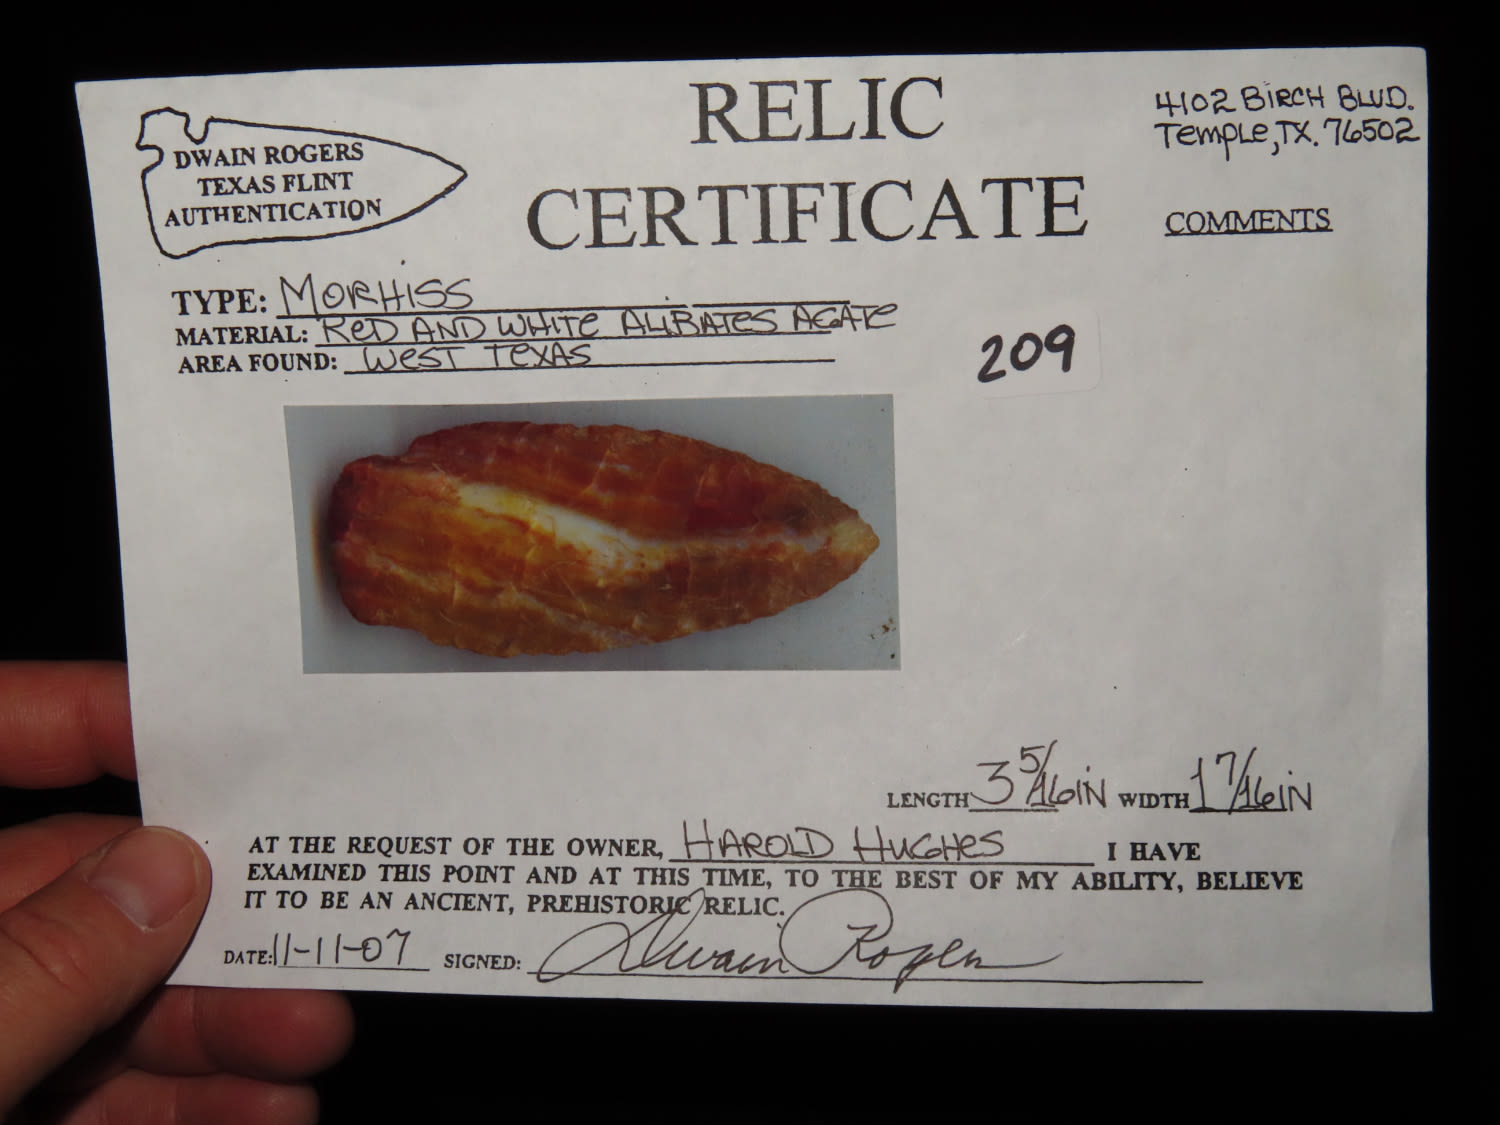 DWAIN ROGERS
TEXAS FLINT
AUTHENTICATION
RELIC
CERTIFICATE
4102 BIRCH BLVD.
TEMPLE, TX. 76502
COMMENTS
TYPE: MORHISS
MATERIAL: RED AND WHITE ALIBATES AGATE
AREA FOUND: WEST TEXAS
209
LENGTH 3 5/16 IN WIDTH 1 7/16 IN
AT THE REQUEST OF THE OWNER, HAROLD HUGHES I HAVE
EXAMINED THIS POINT AND AT THIS TIME, TO THE BEST OF MY ABILITY, BELIEVE
IT TO BE AN ANCIENT, PREHISTORIC RELIC.
DATE: 11-11-07 SIGNED: Dwain Rogers